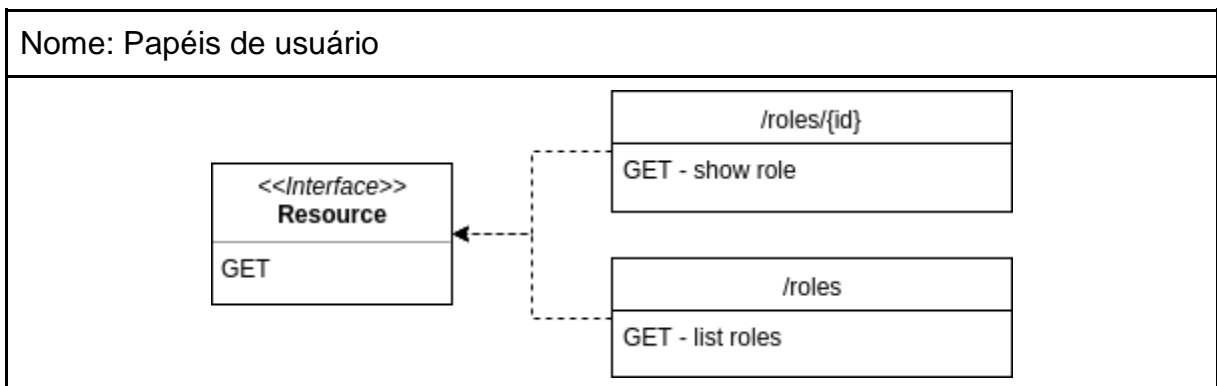 Nome: Papéis de usuário
<<Interface>>
Resource
GET
/roles/{id}
GET - show role
/roles
GET - list roles